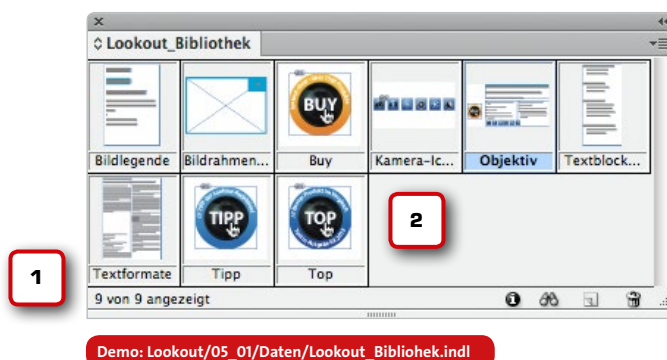 Lookout_Bibliothek
BUY
Bildlegende Bildrahmen... Buy Kamera-Ic... Objektiv Textblock...
TIPP TOP
Textformate Tipp Top
2
1
9 von 9 angezeigt
Demo: Lookout/05_01/Daten/Lookout_Bibliohek.indl